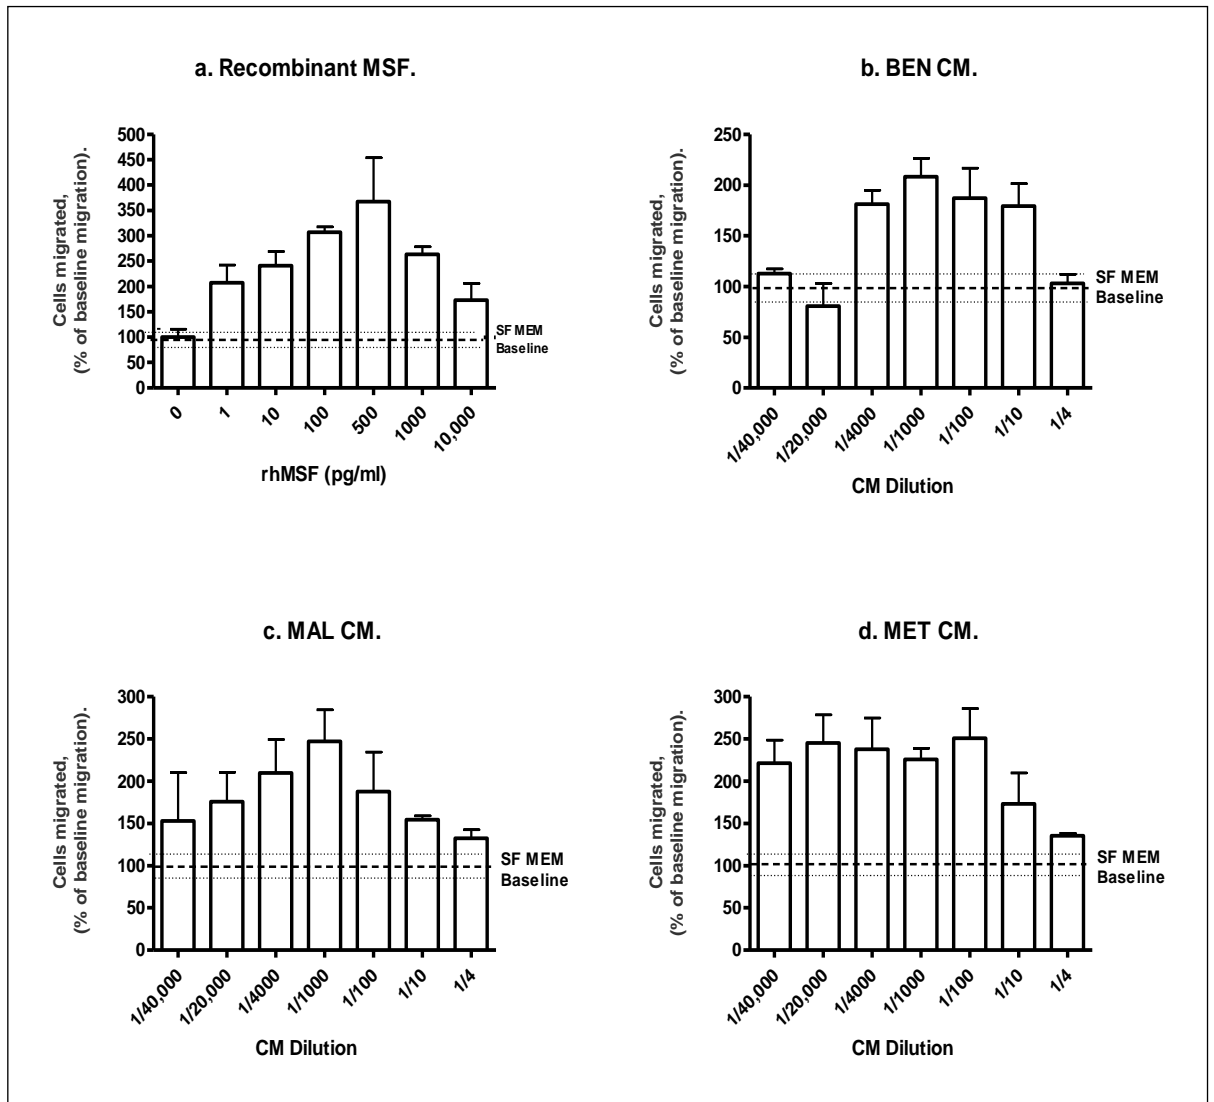 a. Recombinant MSF.
Cells migrated,
(% of baseline migration).
500
450
400
350
300
250
200
150
100
50
0
SF MEM
Baseline
0 1 10 100 500 1000 10,000
rhMSF (pg/ml)
b. BEN CM.
Cells migrated,
(% of baseline migration).
250
200
150
100
50
0
SF MEM
Baseline
1/40,000 1/20,000 1/4000 1/1000 1/100 1/10 1/4
CM Dilution
c. MAL CM.
Cells migrated,
(% of baseline migration).
300
250
200
150
100
50
0
SF MEM
Baseline
1/40,000 1/20,000 1/4000 1/1000 1/100 1/10 1/4
CM Dilution
d. MET CM.
Cells migrated,
(% of baseline migration).
300
250
200
150
100
50
0
SF MEM
Baseline
1/40,000 1/20,000 1/4000 1/1000 1/100 1/10 1/4
CM Dilution